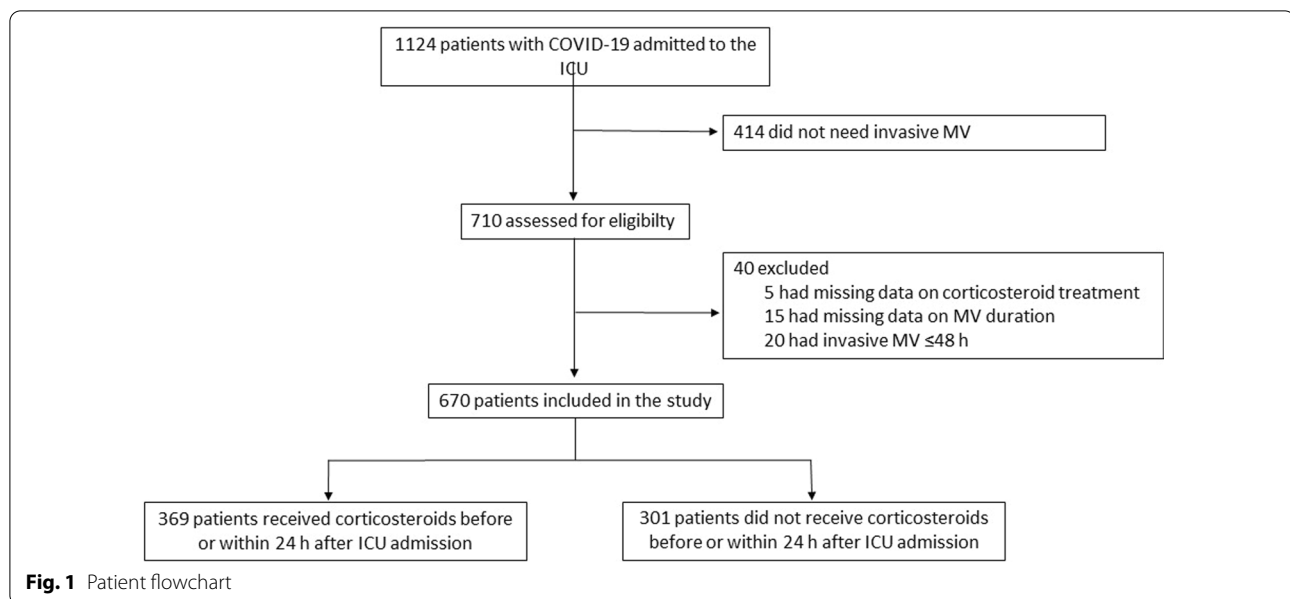 1124 patients with COVID-19 admitted to the
ICU
414 did not need invasive MV
710 assessed for eligibilty
40 excluded
5 had missing data on corticosteroid treatment
15 had missing data on MV duration
20 had invasive MV ≤48 h
670 patients included in the study
369 patients received corticosteroids before
or within 24 h after ICU admission
301 patients did not receive corticosteroids
before or within 24 h after ICU admission
Fig. 1 Patient flowchart